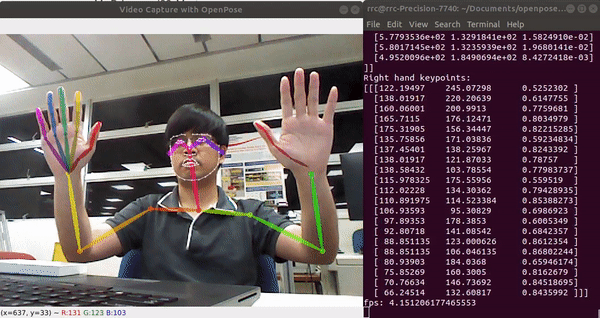 Video Capture with OpenPose
(x=637, y=33) ~ R:131 G:123 B:103
rrc@rrc-Precision-7740: ~/Documents/openpose…
File Edit View Search Terminal Help
[5.7793536e+02 1.3291841e+02 1.5824910e-02]
[5.8017145e+02 1.3235939e+02 1.9680141e-02]
[4.9520096e+02 1.8490694e+02 8.4272418e-03]
]]
Right hand keypoints:
[[[122.19497 245.07298 0.5252302 ]
[138.01917 220.20639 0.6147755 ]
[160.06001 200.9913 0.7759681 ]
[165.7115 176.12471 0.8034979 ]
[175.31905 156.34447 0.82215285]
[135.75856 171.03836 0.59234834]
[137.45401 138.25967 0.8243392 ]
[138.01917 121.87033 0.78757 ]
[138.58432 103.78554 0.77983737]
[115.978325 175.55956 0.559519 ]
[112.02228 134.30362 0.79428935]
[110.891975 114.523384 0.85388273]
[106.93593 95.30829 0.6986923 ]
[ 97.89353 178.3853 0.6005349 ]
[ 92.80718 141.08542 0.6842357 ]
[ 88.851135 123.000626 0.8612354 ]
[ 88.851135 106.046135 0.86802244]
[ 80.93903 184.0368 0.65946174]
[ 75.85269 160.3005 0.8162679 ]
[ 70.76634 146.73692 0.84518695]
[ 66.24514 132.60817 0.8435992 ]]]
fps: 4.151206177465553